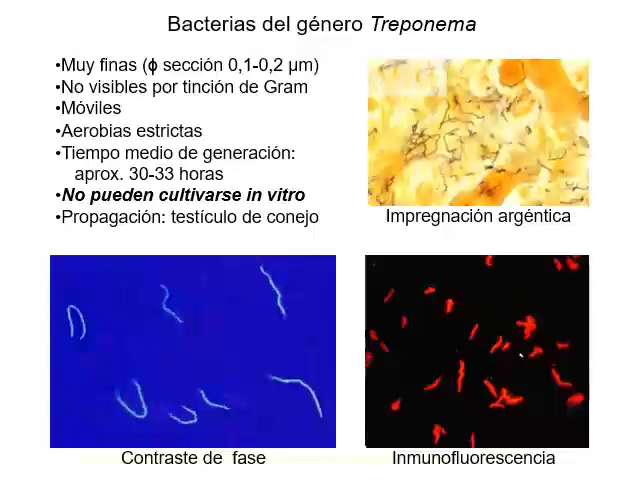 Bacterias del género Treponema
•Muy finas (ϕ sección 0,1-0,2 μm)
•No visibles por tinción de Gram
•Móviles
•Aerobias estrictas
•Tiempo medio de generación:
aprox. 30-33 horas
•No pueden cultivarse in vitro
•Propagación: testículo de conejo
Impregnación argéntica
Contraste de fase
Inmunofluorescencia